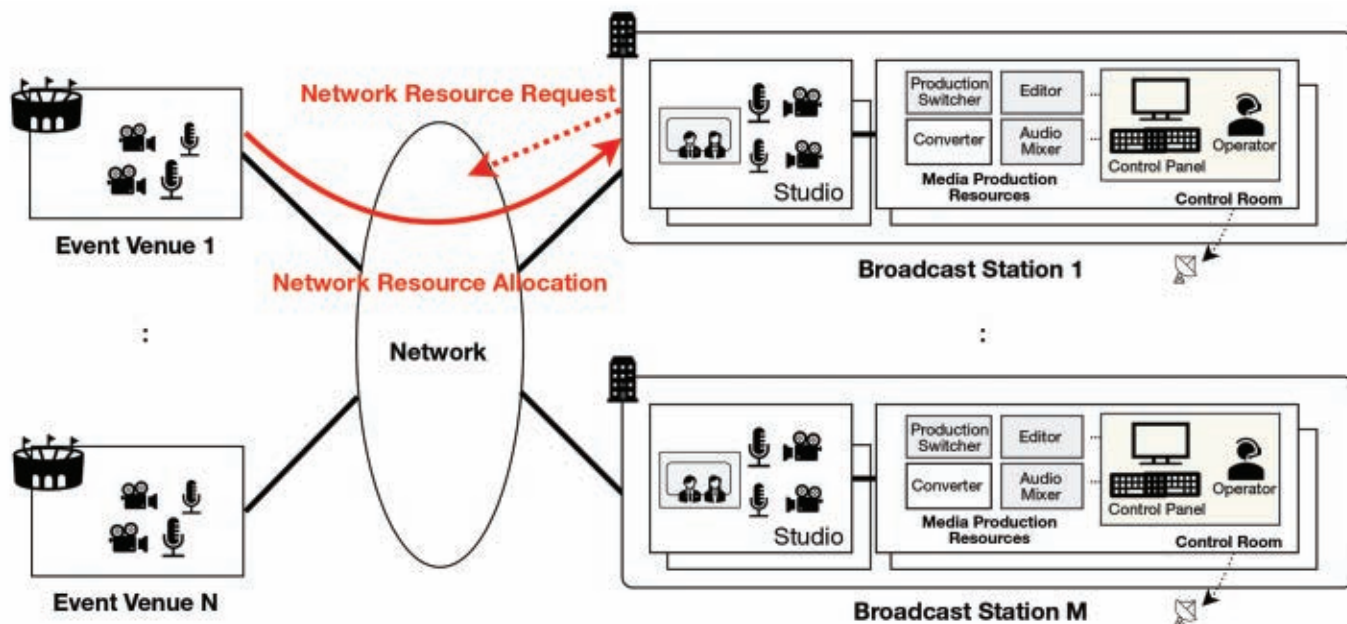 Network Resource Request
Event Venue 1
Network Resource Allocation
:
Network
Event Venue N
Studio
Production
Switcher
Editor
Converter
Audio
Mixer
Media Production
Resources
Control Panel
Operator
Control Room
Broadcast Station 1
:
Studio
Production
Switcher
Editor
Converter
Audio
Mixer
Media Production
Resources
Control Panel
Operator
Control Room
Broadcast Station M